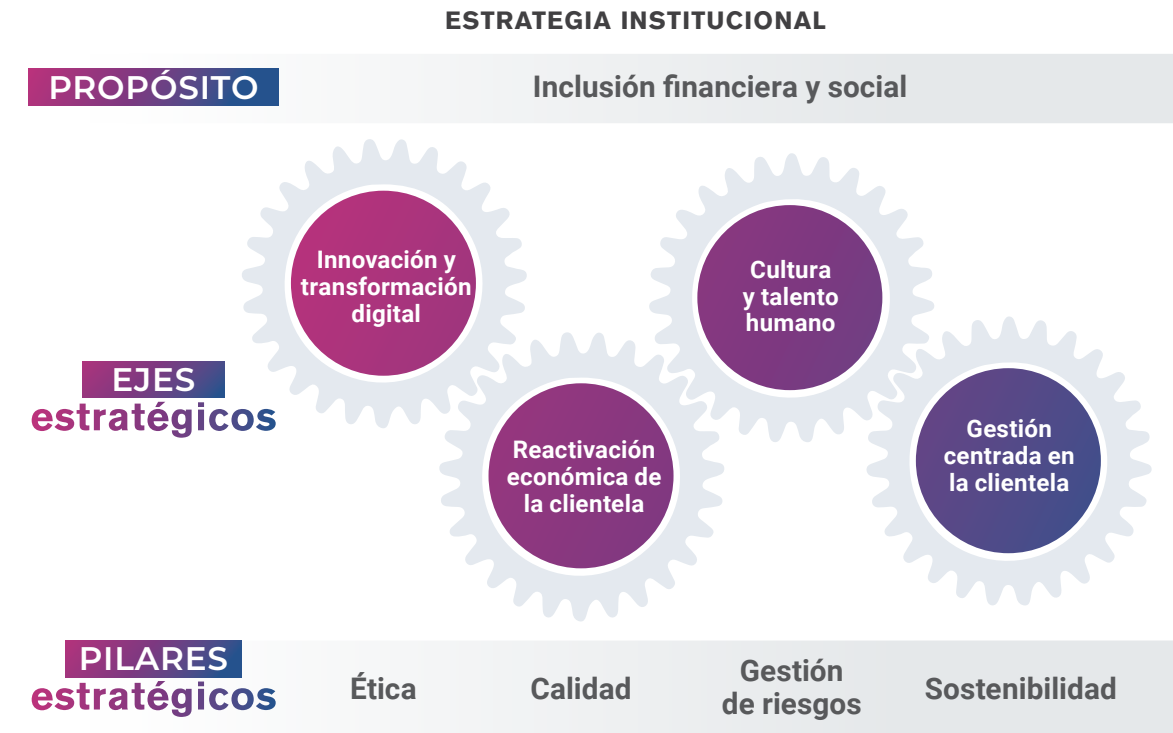 ESTRATEGIA INSTITUCIONAL
PROPÓSITO
Inclusión financiera y social
Innovación y
transformación
digital
Cultura
y talento
humano
EJES
estratégicos
Reactivación
económica de
la clientela
Gestión
centrada en
la clientela
PILARES
estratégicos
Ética
Calidad
Gestión
de riesgos
Sostenibilidad